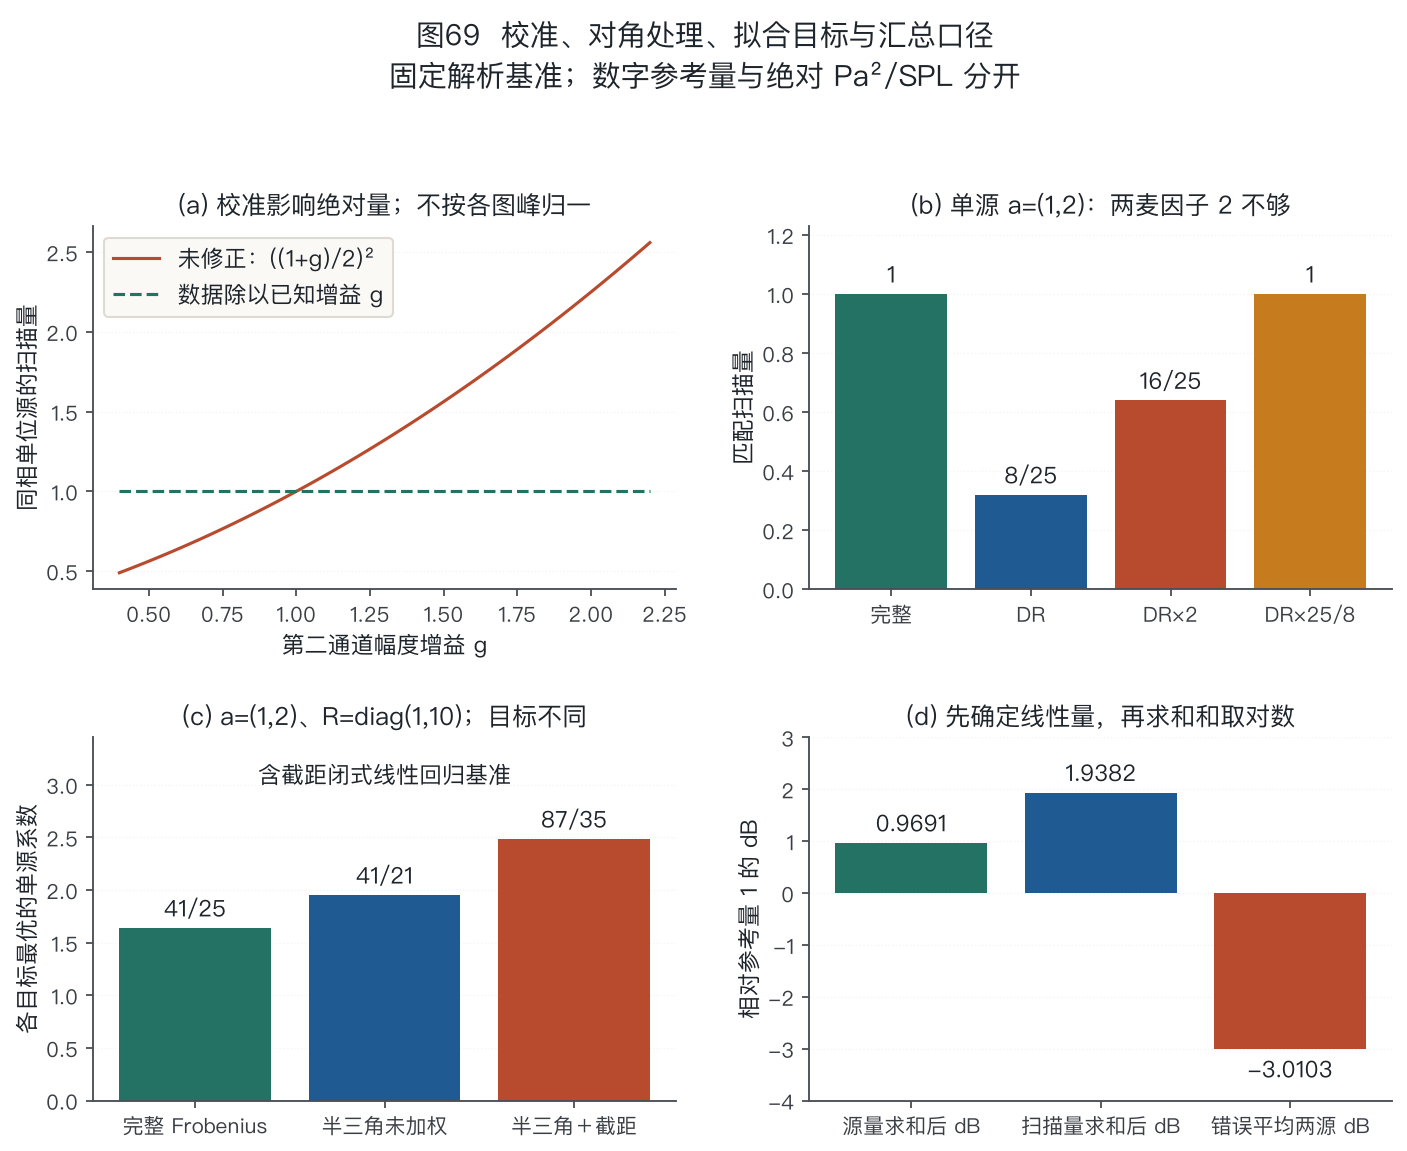 图69 校准、对角处理、拟合目标与汇总口径
固定解析基准；数字参考量与绝对 Pa²/SPL 分开
(a) 校准影响绝对量；不按各图峰归一
未修正：((1+g)/2)²
数据除以已知增益 g
同相单位源的扫描量
2.5
2.0
1.5
1.0
0.5
0.50 0.75 1.00 1.25 1.50 1.75 2.00 2.25
第二通道幅度增益 g
(b) 单源 a=(1,2)：两麦因子 2 不够
匹配扫描量
1.2
1.0
0.8
0.6
0.4
0.2
0.0
1
8/25
16/25
1
完整 DR DR×2 DR×25/8
(c) a=(1,2)、R=diag(1,10)；目标不同
含截距闭式线性回归基准
各目标最优的单源系数
3.0
2.5
2.0
1.5
1.0
0.5
0.0
41/25
41/21
87/35
完整 Frobenius 半三角未加权 半三角＋截距
(d) 先确定线性量，再求和和取对数
相对参考量 1 的 dB
3
2
1
0
−1
−2
−3
−4
0.9691
1.9382
−3.0103
源量求和后 dB 扫描量求和后 dB 错误平均两源 dB